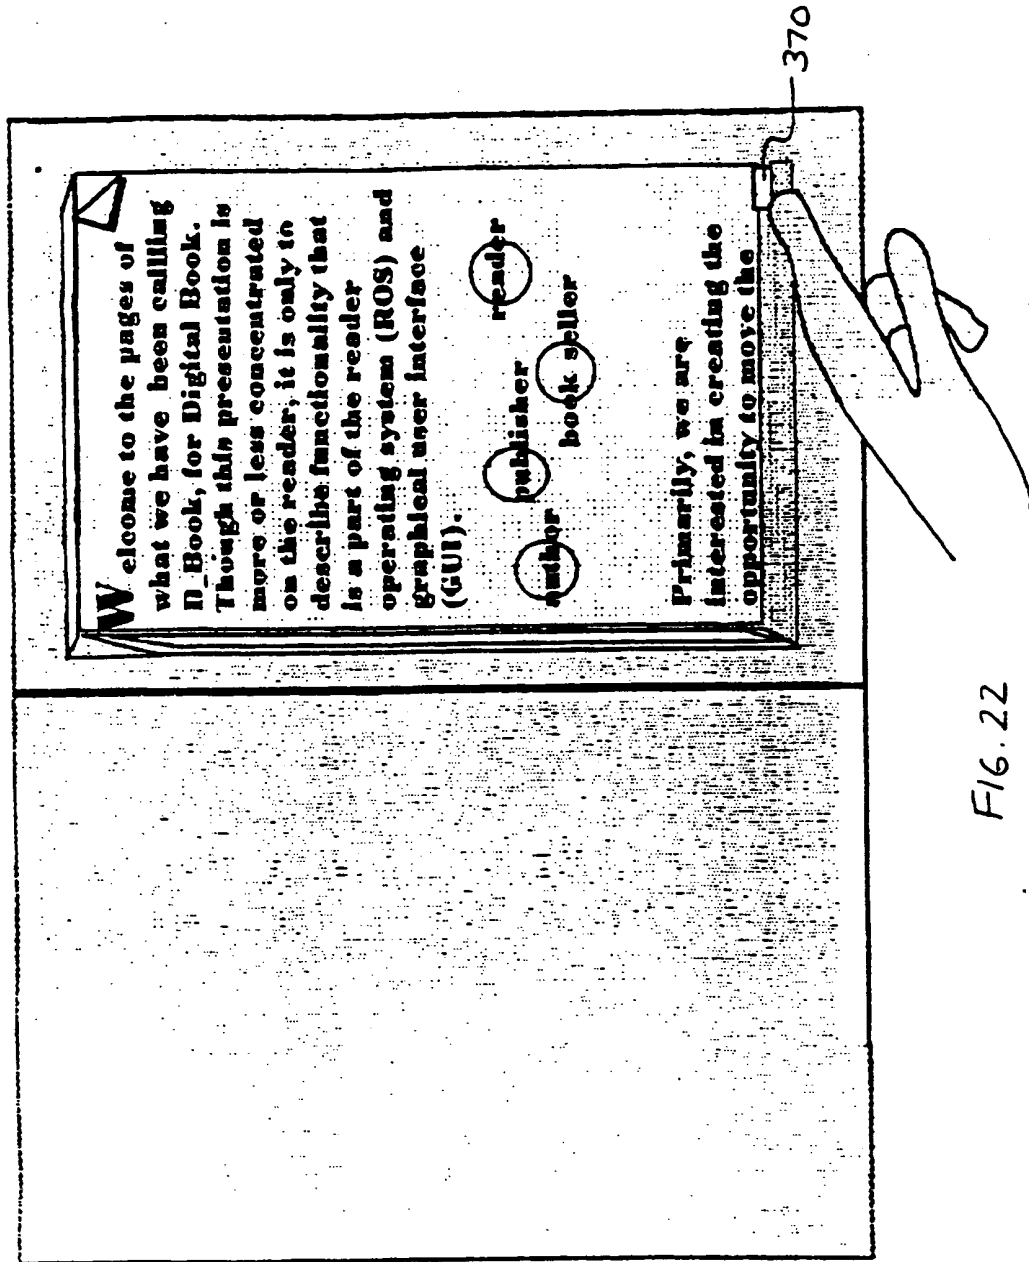 Welcome to the pages of
what we have been calling
D_Book, for Digital Book.
Though this presentation is
more or less concentrated
on the reader, it is only to
describe functionality that
is a part of the reader
operating system (ROS) and
graphical user interface
(GUI).
author
publisher
book seller
reader
Primarily, we are
interested in creating the
opportunity to move the
370
FIG. 22